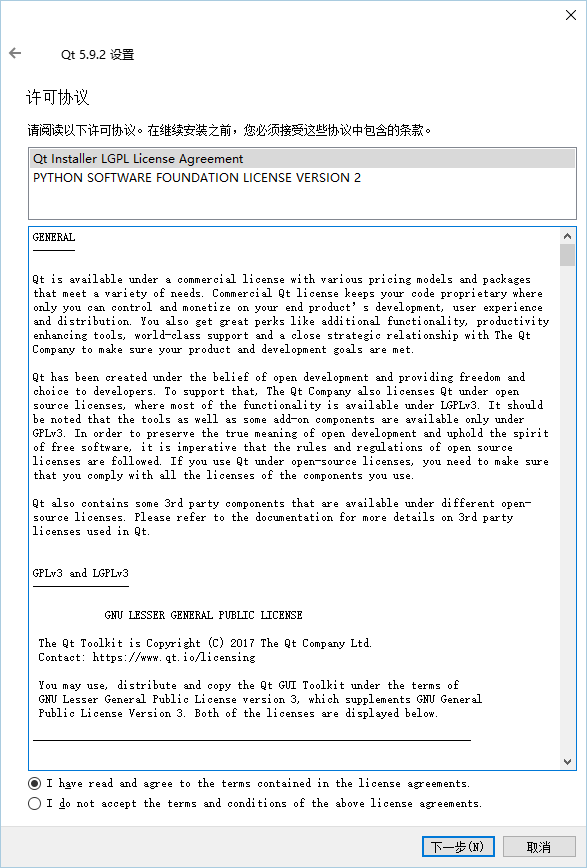 Qt 5.9.2 设置
许可协议
请阅读以下许可协议。在继续安装之前，您必须接受这些协议中包含的条款。
Qt Installer LGPL License Agreement
PYTHON SOFTWARE FOUNDATION LICENSE VERSION 2
GENERAL
Qt is available under a commercial license with various pricing models and packages
that meet a variety of needs. Commercial Qt license keeps your code proprietary where
only you can control and monetize on your end product’s development, user experience
and distribution. You also get great perks like additional functionality, productivity
enhancing tools, world-class support and a close strategic relationship with The Qt
Company to make sure your product and development goals are met.
Qt has been created under the belief of open development and providing freedom and
choice to developers. To support that, The Qt Company also licenses Qt under open
source licenses, where most of the functionality is available under LGPLv3. It should
be noted that the tools as well as some add-on components are available only under
GPLv3. In order to preserve the true meaning of open development and uphold the spirit
of free software, it is imperative that the rules and regulations of open source
licenses are followed. If you use Qt under open-source licenses, you need to make sure
that you comply with all the licenses of the components you use.
Qt also contains some 3rd party components that are available under different open-
source licenses. Please refer to the documentation for more details on 3rd party
licenses used in Qt.
GPLv3 and LGPLv3
GNU LESSER GENERAL PUBLIC LICENSE
The Qt Toolkit is Copyright (C) 2017 The Qt Company Ltd.
Contact: https://www.qt.io/licensing
You may use, distribute and copy the Qt GUI Toolkit under the terms of
GNU Lesser General Public License version 3, which supplements GNU General
Public License Version 3. Both of the licenses are displayed below.
I have read and agree to the terms contained in the license agreements.
I do not accept the terms and conditions of the above license agreements.
下一步(N)
取消